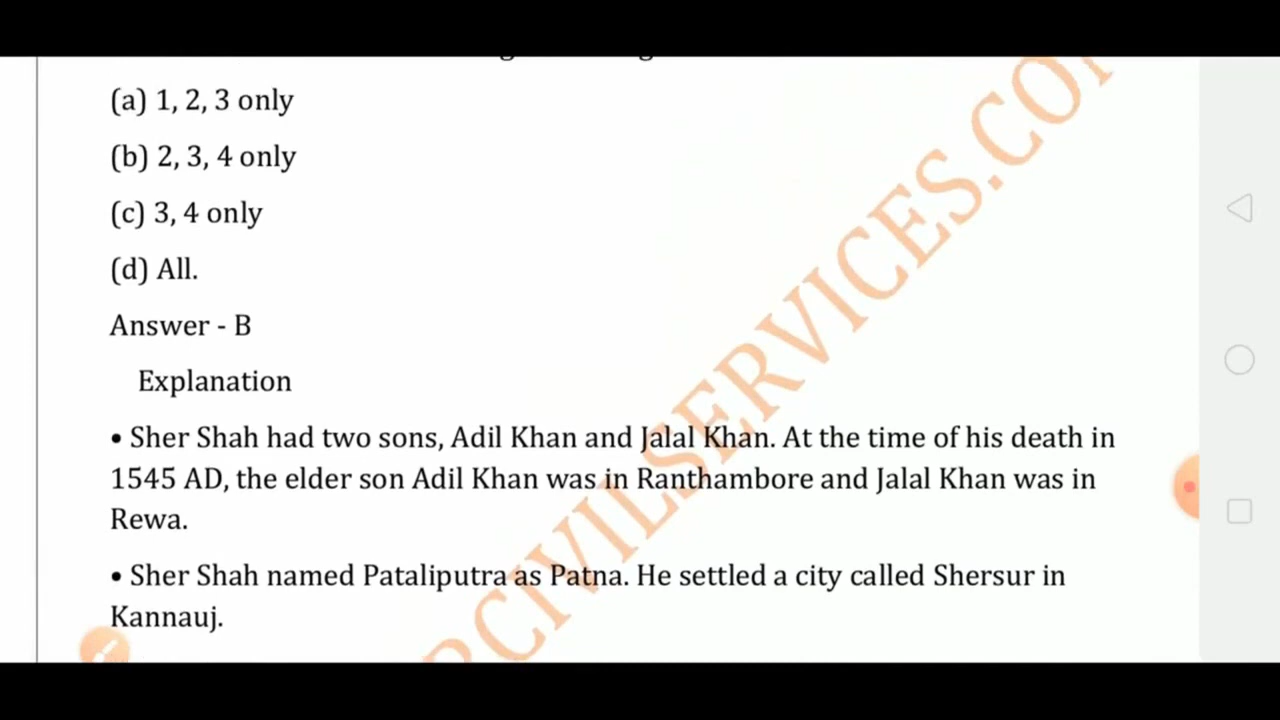 (a) 1, 2, 3 only
(b) 2, 3, 4 only
(c) 3, 4 only
(d) All.
Answer - B
Explanation
• Sher Shah had two sons, Adil Khan and Jalal Khan. At the time of his death in
1545 AD, the elder son Adil Khan was in Ranthambore and Jalal Khan was in
Rewa.
• Sher Shah named Pataliputra as Patna. He settled a city called Shersur in
Kannauj.
RCIVILSERVICES.COM